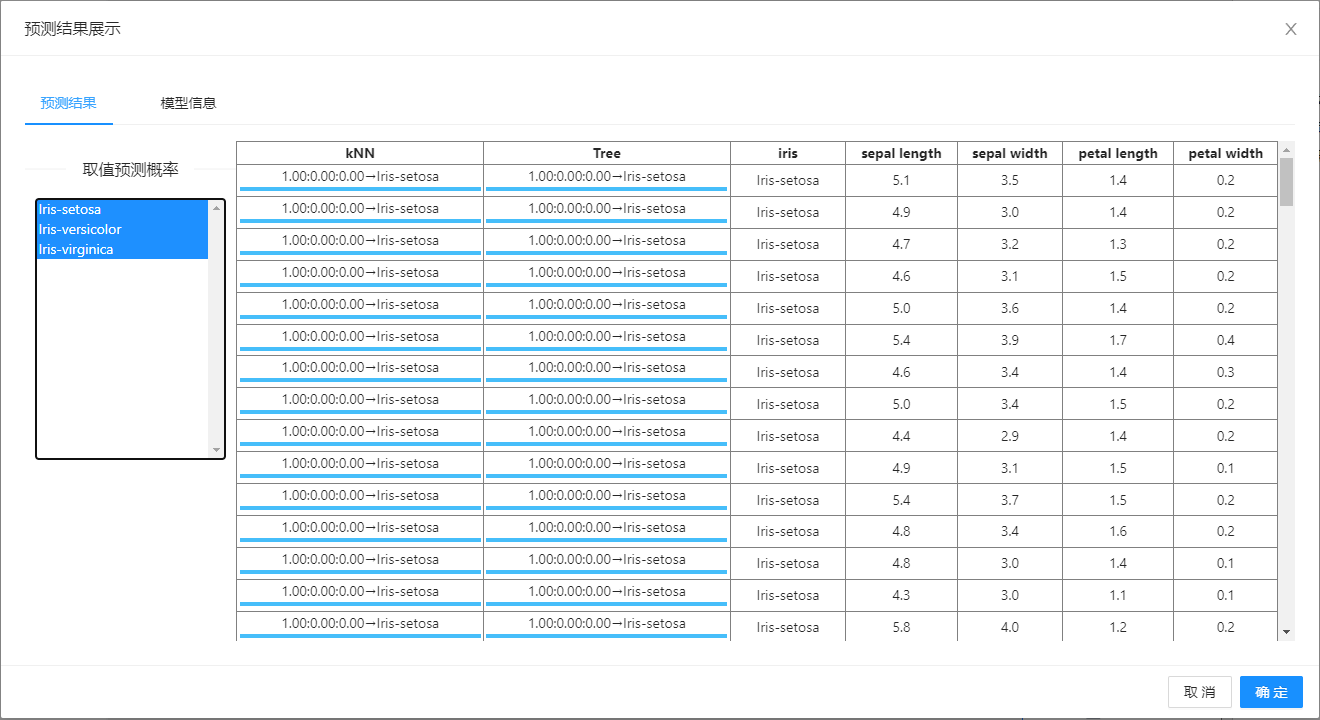 预测结果展示
预测结果 模型信息
取值预测概率
Iris-setosa
Iris-versicolor
Iris-virginica
kNN Tree iris sepal length sepal width petal length petal width
1.00:0.00:0.00→Iris-setosa 1.00:0.00:0.00→Iris-setosa Iris-setosa 5.1 3.5 1.4 0.2
1.00:0.00:0.00→Iris-setosa 1.00:0.00:0.00→Iris-setosa Iris-setosa 4.9 3.0 1.4 0.2
1.00:0.00:0.00→Iris-setosa 1.00:0.00:0.00→Iris-setosa Iris-setosa 4.7 3.2 1.3 0.2
1.00:0.00:0.00→Iris-setosa 1.00:0.00:0.00→Iris-setosa Iris-setosa 4.6 3.1 1.5 0.2
1.00:0.00:0.00→Iris-setosa 1.00:0.00:0.00→Iris-setosa Iris-setosa 5.0 3.6 1.4 0.2
1.00:0.00:0.00→Iris-setosa 1.00:0.00:0.00→Iris-setosa Iris-setosa 5.4 3.9 1.7 0.4
1.00:0.00:0.00→Iris-setosa 1.00:0.00:0.00→Iris-setosa Iris-setosa 4.6 3.4 1.4 0.3
1.00:0.00:0.00→Iris-setosa 1.00:0.00:0.00→Iris-setosa Iris-setosa 5.0 3.4 1.5 0.2
1.00:0.00:0.00→Iris-setosa 1.00:0.00:0.00→Iris-setosa Iris-setosa 4.4 2.9 1.4 0.2
1.00:0.00:0.00→Iris-setosa 1.00:0.00:0.00→Iris-setosa Iris-setosa 4.9 3.1 1.5 0.1
1.00:0.00:0.00→Iris-setosa 1.00:0.00:0.00→Iris-setosa Iris-setosa 5.4 3.7 1.5 0.2
1.00:0.00:0.00→Iris-setosa 1.00:0.00:0.00→Iris-setosa Iris-setosa 4.8 3.4 1.6 0.2
1.00:0.00:0.00→Iris-setosa 1.00:0.00:0.00→Iris-setosa Iris-setosa 4.8 3.0 1.4 0.1
1.00:0.00:0.00→Iris-setosa 1.00:0.00:0.00→Iris-setosa Iris-setosa 4.3 3.0 1.1 0.1
1.00:0.00:0.00→Iris-setosa 1.00:0.00:0.00→Iris-setosa Iris-setosa 5.8 4.0 1.2 0.2
取 消 确 定